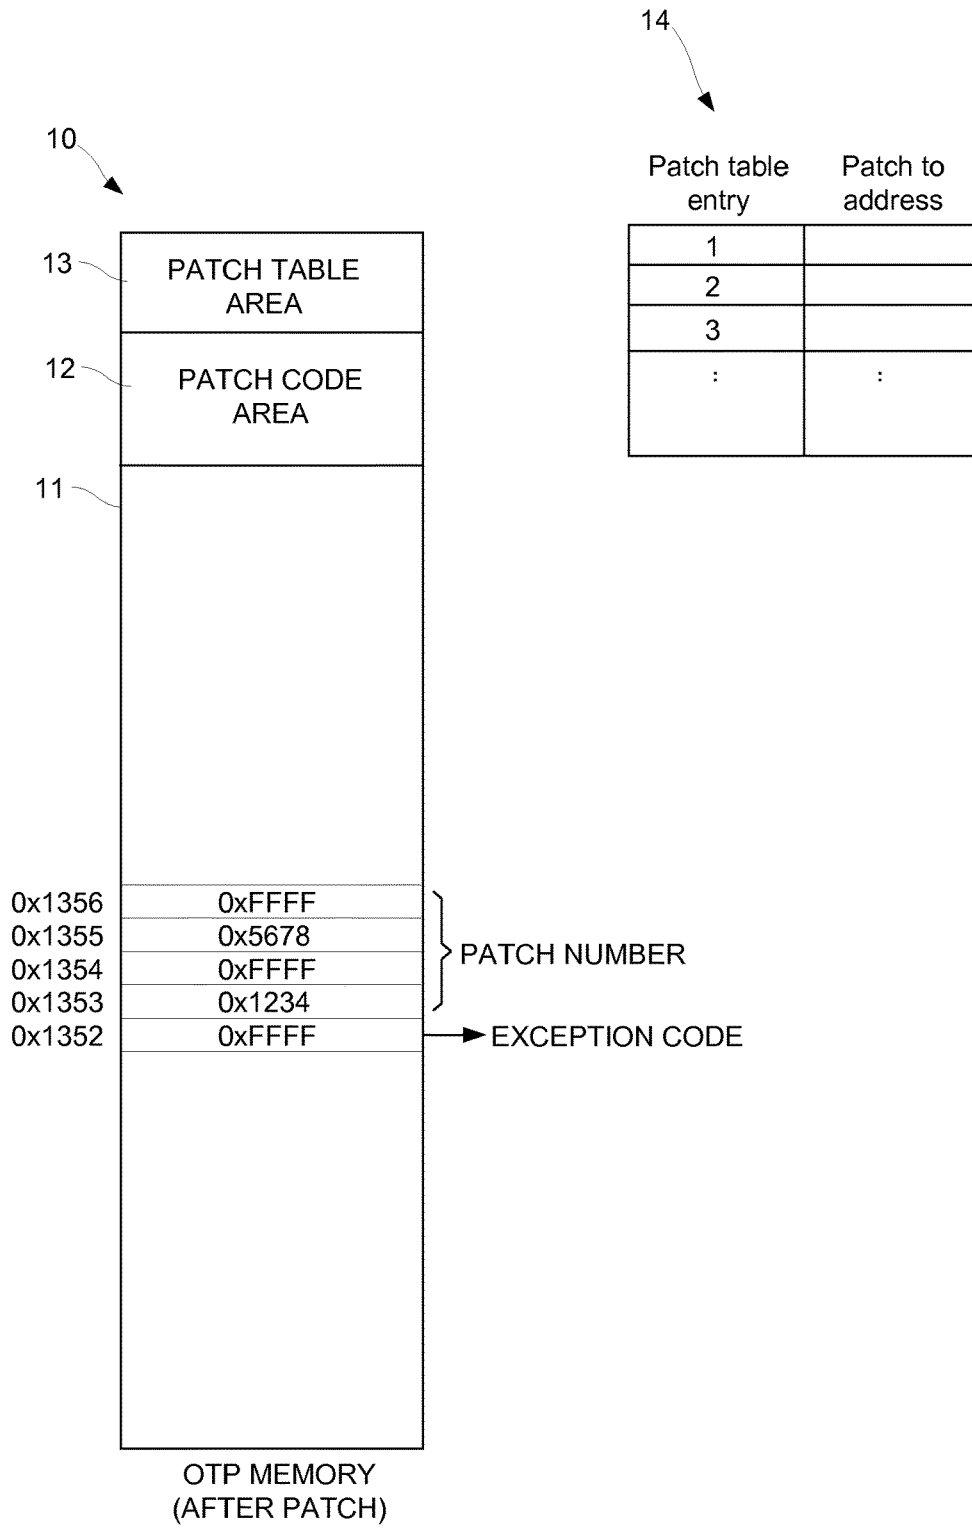 14
10
Patch table entry
Patch to address
1
2
3
:
:
13
PATCH TABLE
AREA
12
PATCH CODE
AREA
11
0x1356 0xFFFF
0x1355 0x5678
0x1354 0xFFFF
0x1353 0x1234
PATCH NUMBER
0x1352 0xFFFF EXCEPTION CODE
OTP MEMORY
(AFTER PATCH)